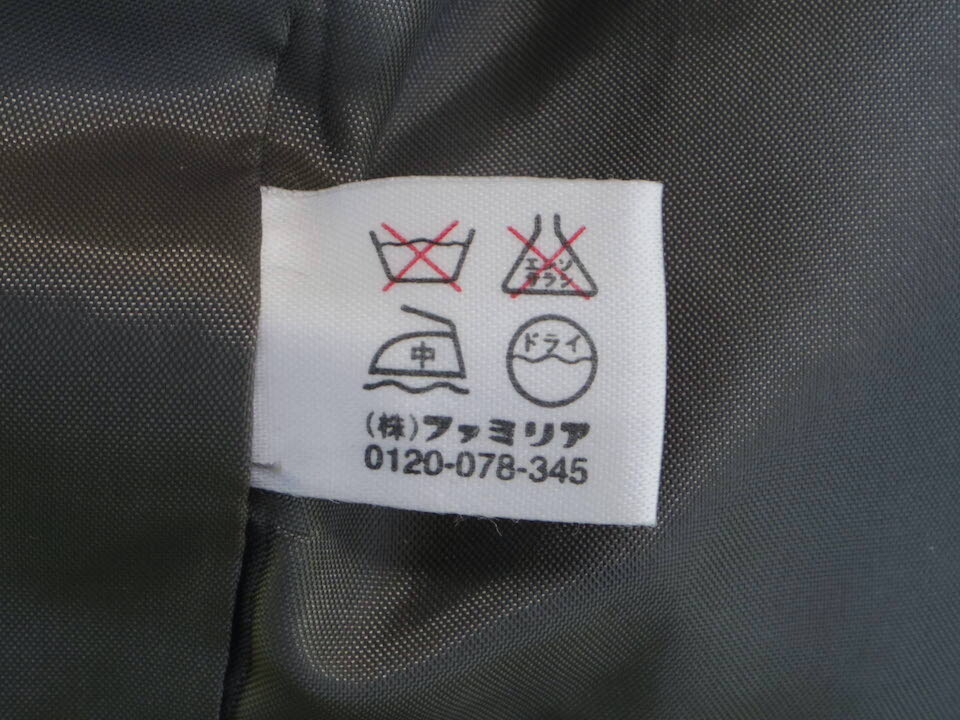 エンソ
サラシ
中
ドライ
(株)ファミリア
0120-078-345